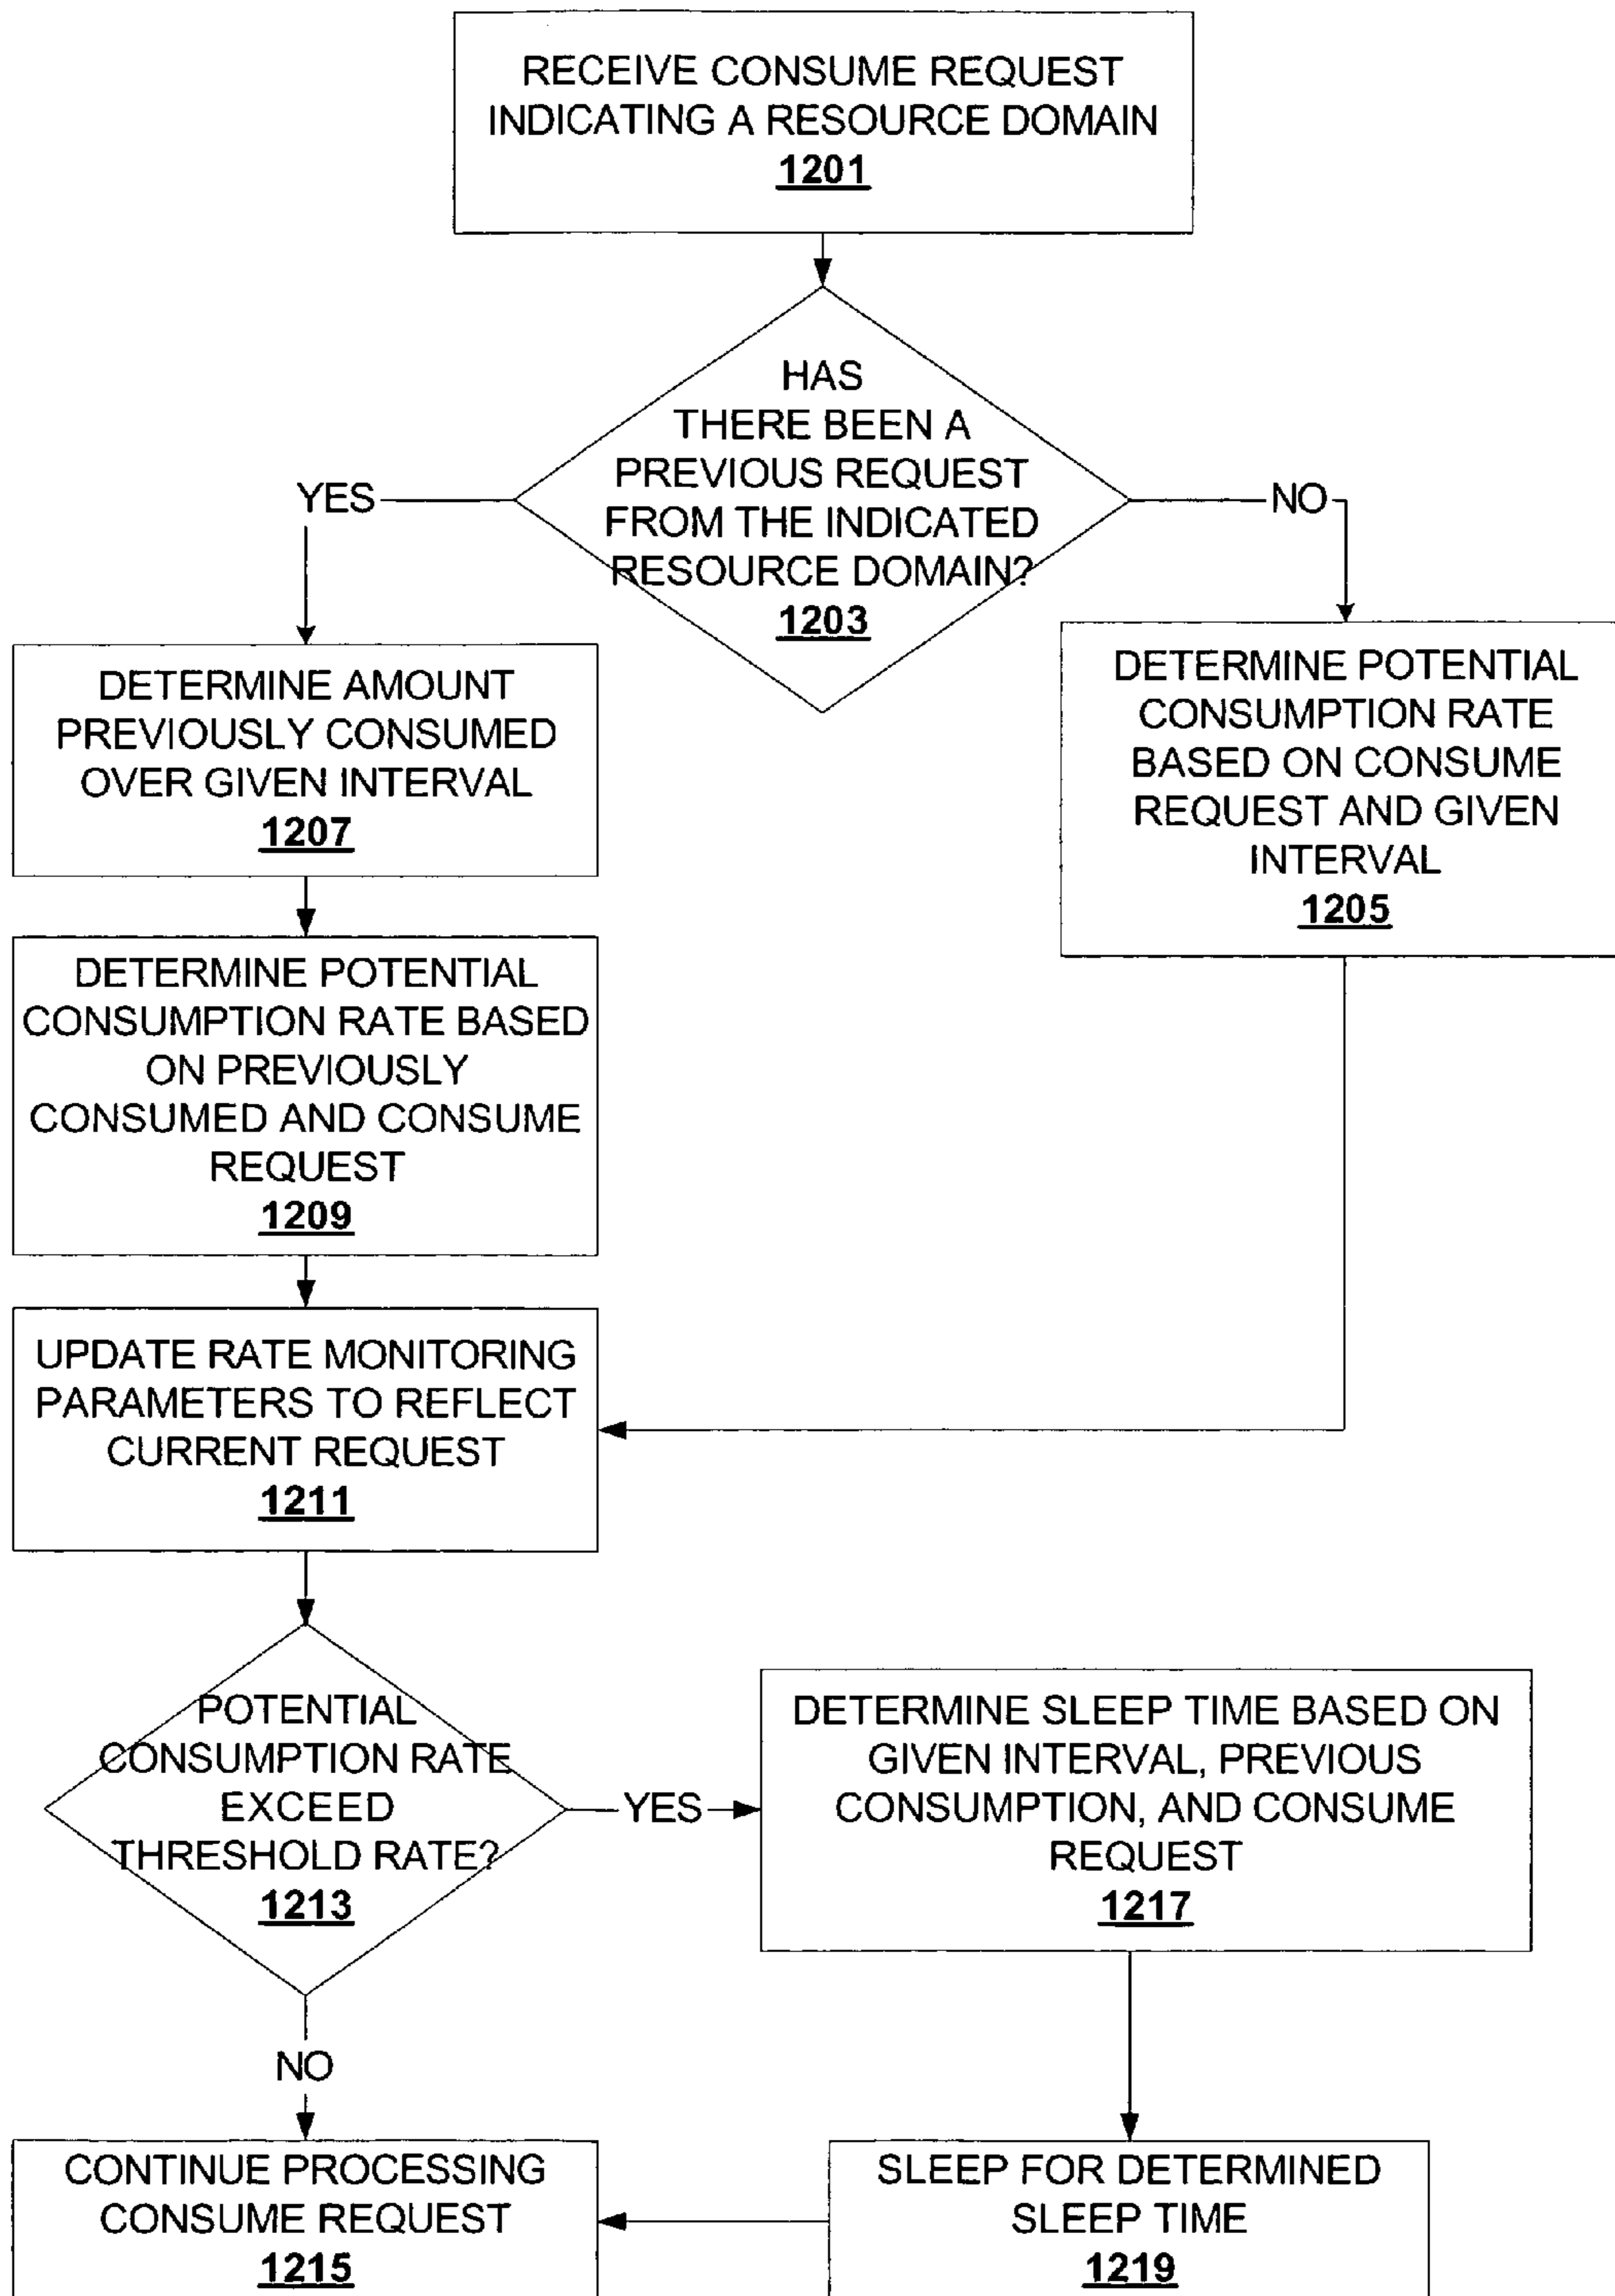 RECEIVE CONSUME REQUEST
INDICATING A RESOURCE DOMAIN
1201
HAS
THERE BEEN A
PREVIOUS REQUEST
FROM THE INDICATED
RESOURCE DOMAIN?
1203
YES
NO
DETERMINE AMOUNT
PREVIOUSLY CONSUMED
OVER GIVEN INTERVAL
1207
DETERMINE POTENTIAL
CONSUMPTION RATE
BASED ON CONSUME
REQUEST AND GIVEN
INTERVAL
1205
DETERMINE POTENTIAL
CONSUMPTION RATE BASED
ON PREVIOUSLY
CONSUMED AND CONSUME
REQUEST
1209
UPDATE RATE MONITORING
PARAMETERS TO REFLECT
CURRENT REQUEST
1211
POTENTIAL
CONSUMPTION RATE
EXCEED
THRESHOLD RATE?
1213
YES
DETERMINE SLEEP TIME BASED ON
GIVEN INTERVAL, PREVIOUS
CONSUMPTION, AND CONSUME
REQUEST
1217
NO
CONTINUE PROCESSING
CONSUME REQUEST
1215
SLEEP FOR DETERMINED
SLEEP TIME
1219